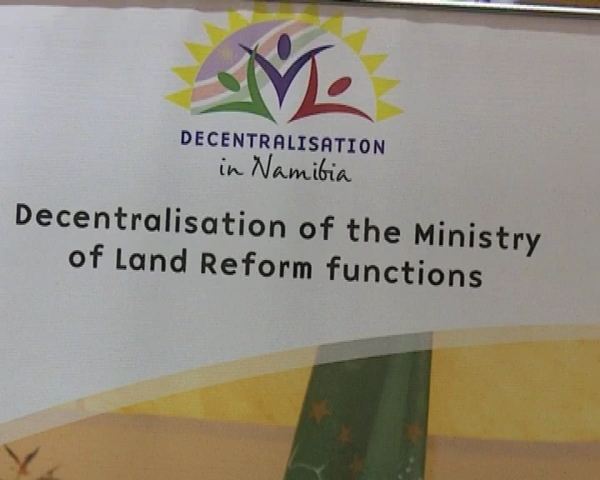 DECENTRALISATION
in Namibia
Decentralisation of the Ministry
of Land Reform functions